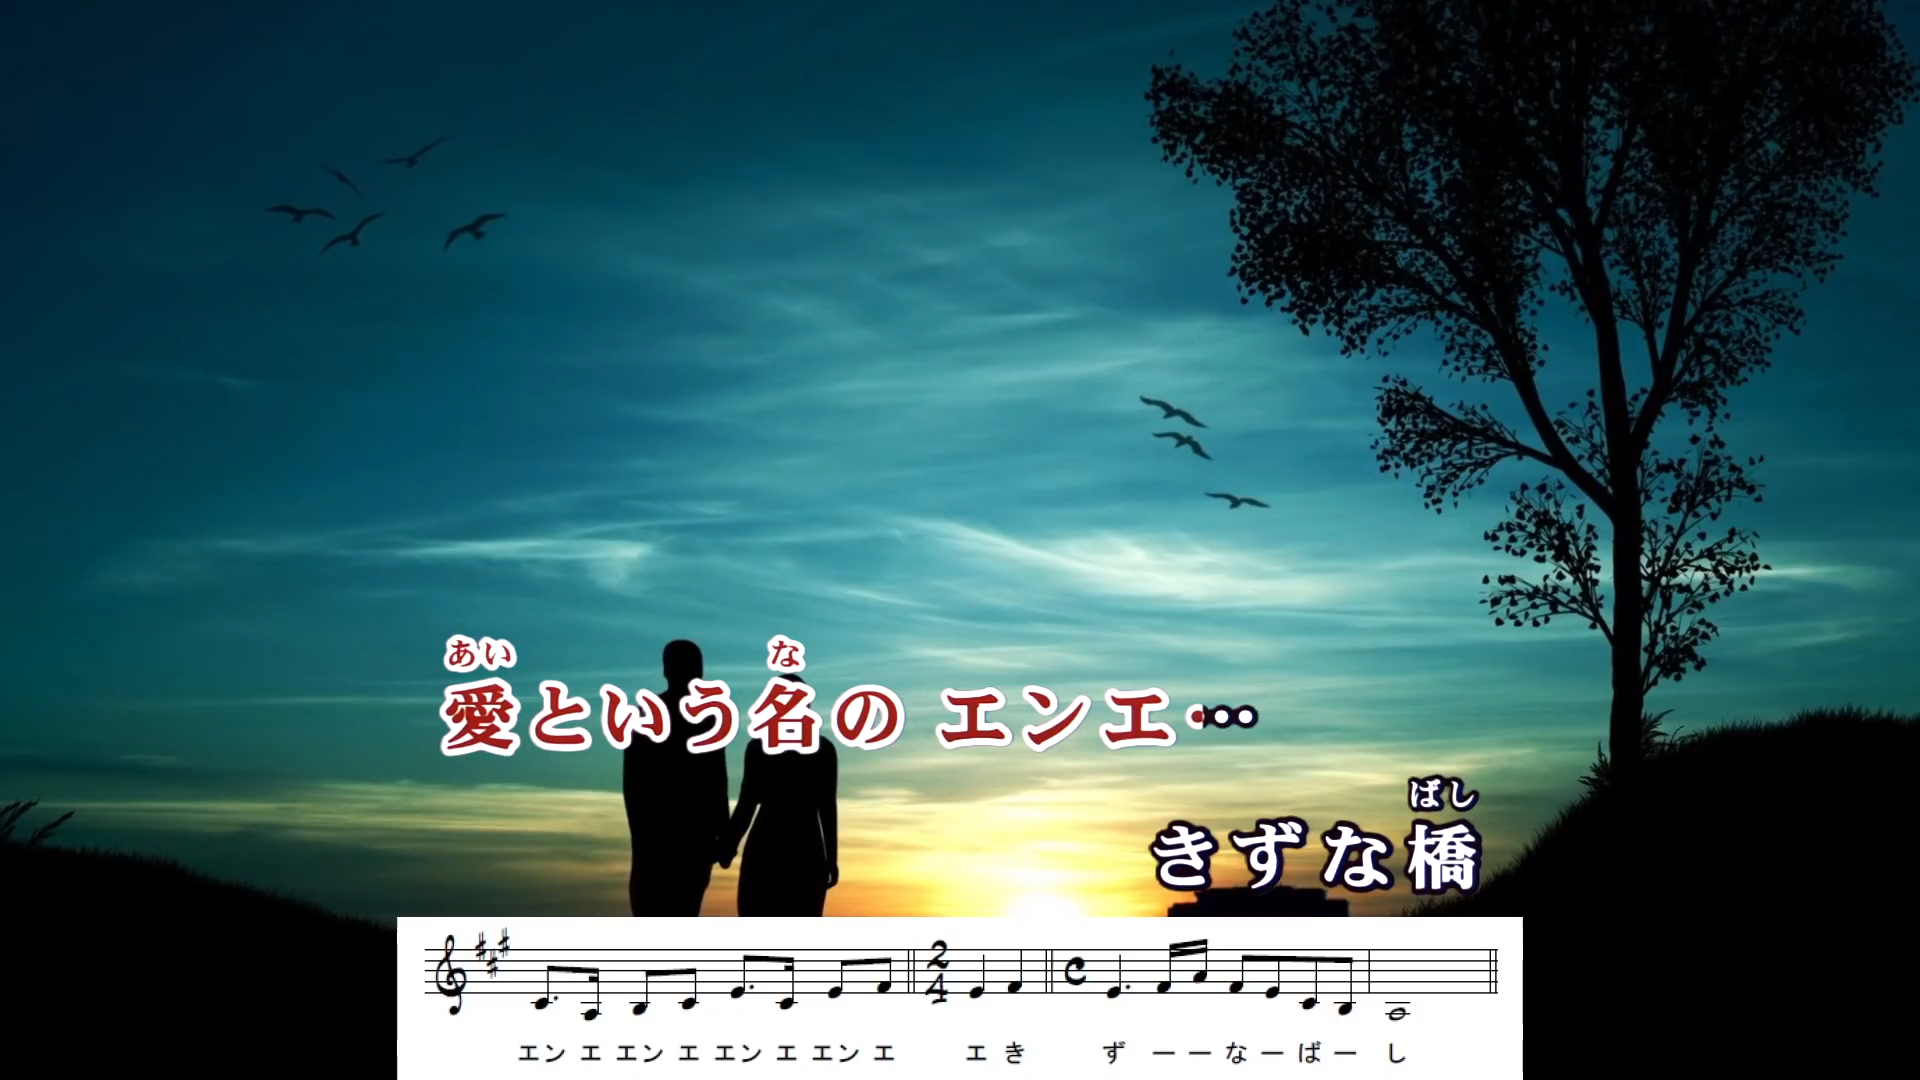 あい な
愛という名の エンエ…
ばし
きずな橋
2
4
エン エ エン エ エン エ エン エ エ き ず ー ー な ー ば ー し